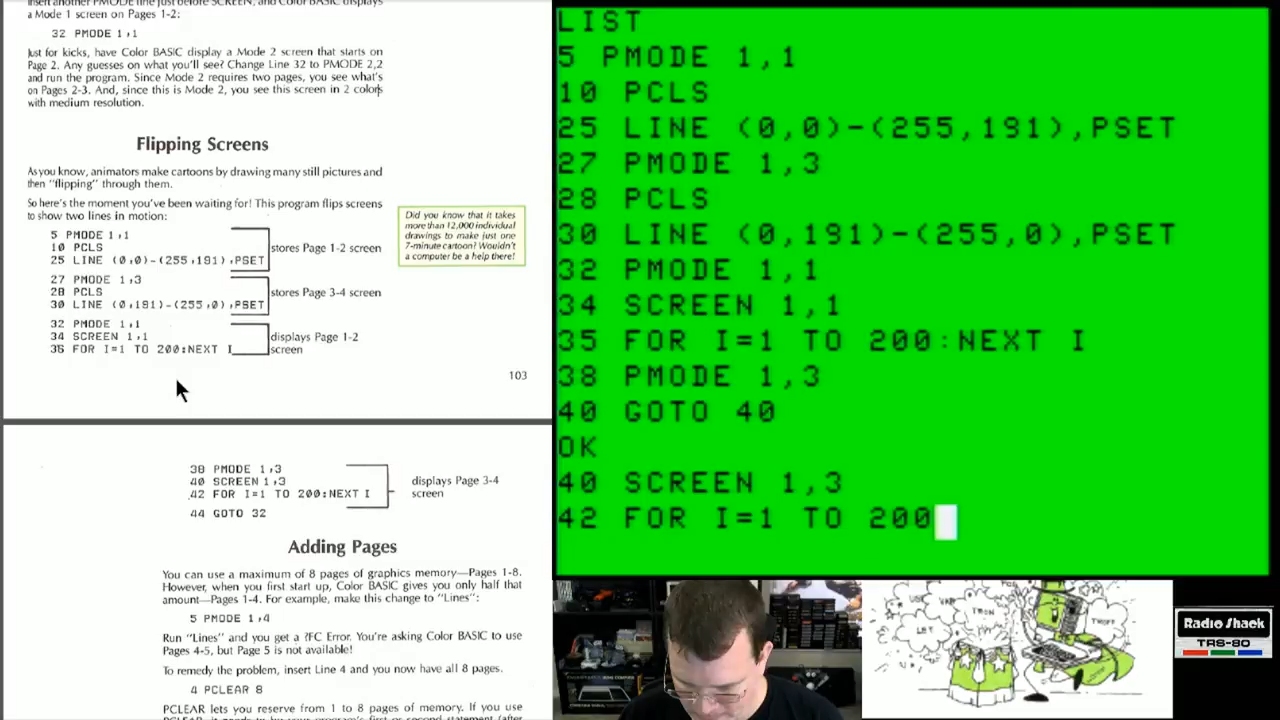 insert another PMODE line just before SCREEN, and Color BASIC displays
a Mode 1 screen on Pages 1-2:
32 PMODE 1,1
Just for kicks, have Color BASIC display a Mode 2 screen that starts on
Page 2. Any guesses on what you'll see? Change Line 32 to PMODE 2,2
and run the program. Since Mode 2 requires two pages, you see what's
on Pages 2-3. And, since this is Mode 2, you see this screen in 2 colors
with medium resolution.
Flipping Screens
As you know, animators make cartoons by drawing many still pictures and
then "flipping" through them.
So here's the moment you've been waiting for! This program flips screens
to show two lines in motion:
5 PMODE 1,1
10 PCLS
25 LINE (0,0)-(255,191),PSET
stores Page 1-2 screen
27 PMODE 1,3
28 PCLS
30 LINE (0,191)-(255,0),PSET
stores Page 3-4 screen
32 PMODE 1,1
34 SCREEN 1,1
35 FOR I=1 TO 200:NEXT I
displays Page 1-2
screen
Did you know that it takes
more than 12,000 individual
drawings to make just one
7-minute cartoon? Wouldn't
a computer be a help there!
103
38 PMODE 1,3
40 SCREEN 1,3
42 FOR I=1 TO 200:NEXT I
displays Page 3-4
screen
44 GOTO 32
Adding Pages
You can use a maximum of 8 pages of graphics memory—Pages 1-8.
However, when you first start up, Color BASIC gives you only half that
amount—Pages 1-4. For example, make this change to "Lines":
5 PMODE 1,4
Run "Lines" and you get a ?FC Error. You're asking Color BASIC to use
Pages 4-5, but Page 5 is not available!
To remedy the problem, insert Line 4 and you now have all 8 pages.
4 PCLEAR 8
PCLEAR lets you reserve from 1 to 8 pages of memory. If you use
LIST
5 PMODE 1,1
10 PCLS
25 LINE (0,0)-(255,191),PSET
27 PMODE 1,3
28 PCLS
30 LINE (0,191)-(255,0),PSET
32 PMODE 1,1
34 SCREEN 1,1
35 FOR I=1 TO 200:NEXT I
38 PMODE 1,3
40 GOTO 40
OK
40 SCREEN 1,3
42 FOR I=1 TO 200
LET
THEN
Radio Shack
TRS-80